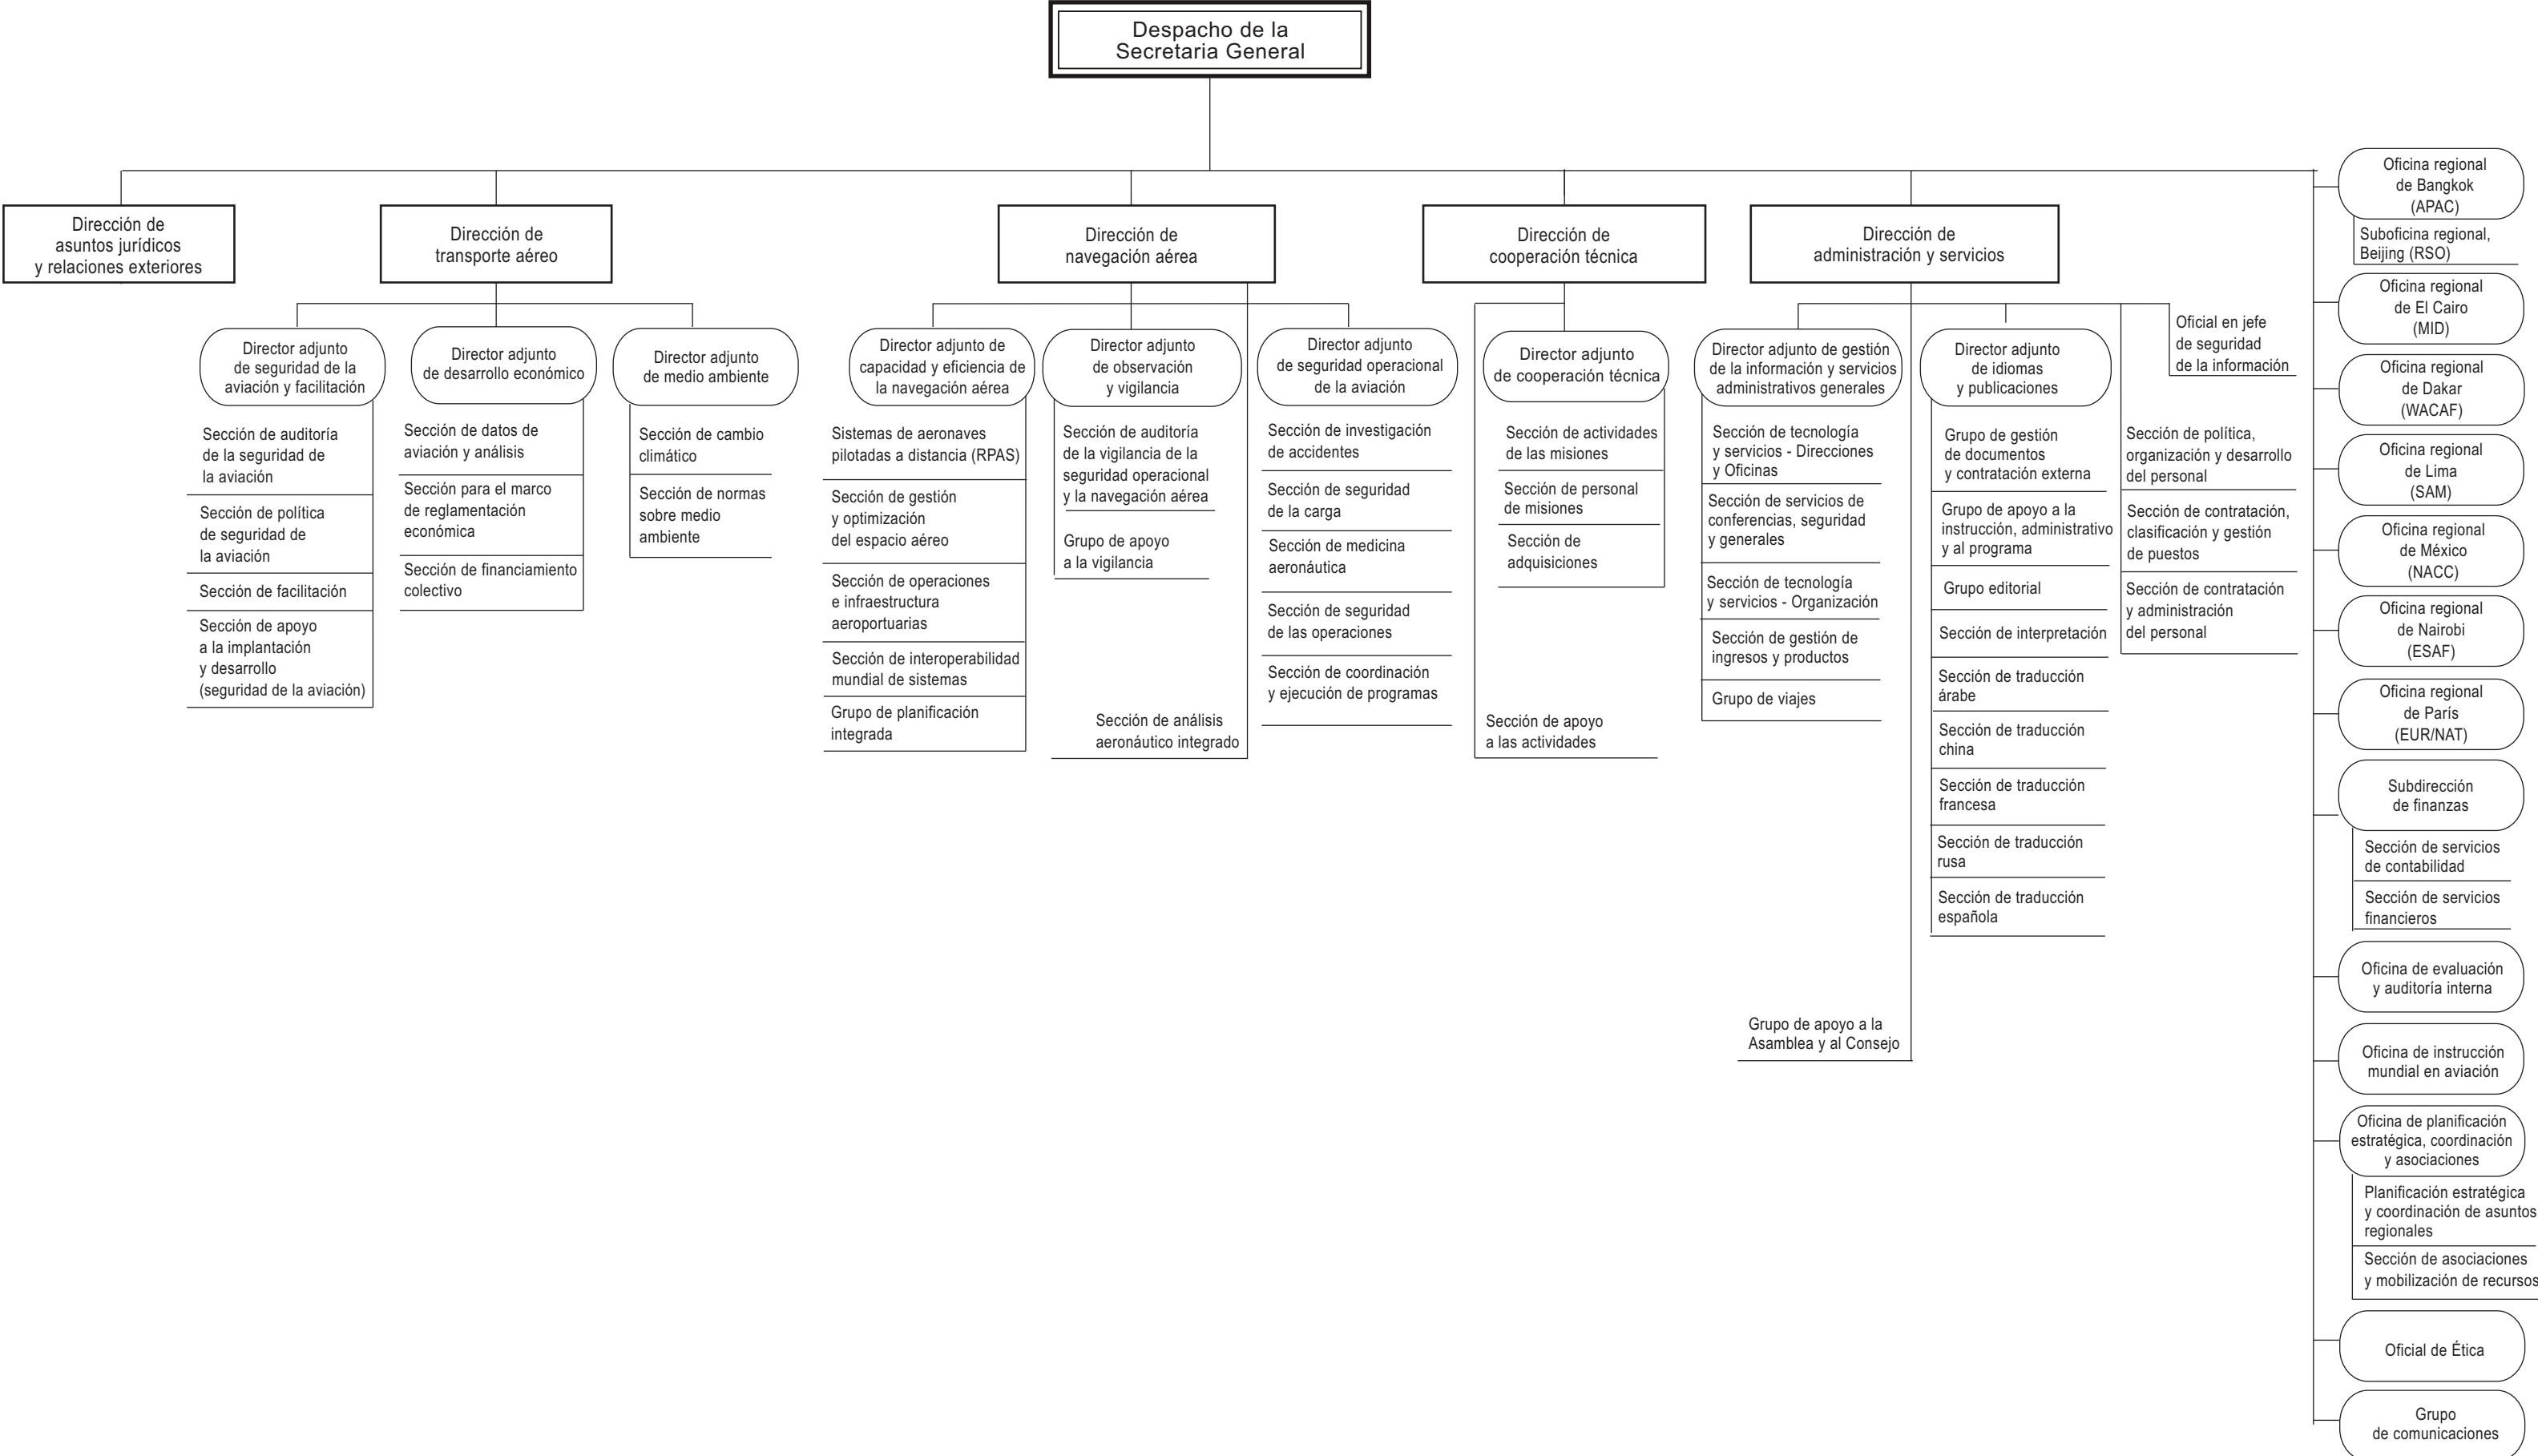 Despacho de la
Secretaria General
Dirección de
asuntos jurídicos
y relaciones exteriores
Dirección de
transporte aéreo
Dirección de
navegación aérea
Dirección de
cooperación técnica
Dirección de
administración y servicios
Director adjunto
de seguridad de la
aviación y facilitación
Sección de auditoría
de la seguridad de
la aviación
Sección de política
de seguridad de
la aviación
Sección de facilitación
Sección de apoyo
a la implantación
y desarrollo
(seguridad de la aviación)
Director adjunto
de desarrollo económico
Sección de datos de
aviación y análisis
Sección para el marco
de reglamentación
económica
Sección de financiamiento
colectivo
Director adjunto
de medio ambiente
Sección de cambio
climático
Sección de normas
sobre medio
ambiente
Director adjunto de
capacidad y eficiencia de
la navegación aérea
Sistemas de aeronaves
pilotadas a distancia (RPAS)
Sección de gestión
y optimización
del espacio aéreo
Sección de operaciones
e infraestructura
aeroportuarias
Sección de interoperabilidad
mundial de sistemas
Grupo de planificación
integrada
Director adjunto
de observación
y vigilancia
Sección de auditoría
de la vigilancia de la
seguridad operacional
y la navegación aérea
Grupo de apoyo
a la vigilancia
Sección de análisis
aeronáutico integrado
Director adjunto
de seguridad operacional
de la aviación
Sección de investigación
de accidentes
Sección de seguridad
de la carga
Sección de medicina
aeronáutica
Sección de seguridad
de las operaciones
Sección de coordinación
y ejecución de programas
Director adjunto
de cooperación técnica
Sección de actividades
de las misiones
Sección de personal
de misiones
Sección de
adquisiciones
Sección de apoyo
a las actividades
Director adjunto de gestión
de la información y servicios
administrativos generales
Sección de tecnología
y servicios - Direcciones
y Oficinas
Sección de servicios de
conferencias, seguridad
y generales
Sección de tecnología
y servicios - Organización
Sección de gestión de
ingresos y productos
Grupo de viajes
Grupo de apoyo a la
Asamblea y al Consejo
Director adjunto
de idiomas
y publicaciones
Grupo de gestión
de documentos
y contratación externa
Grupo de apoyo a la
instrucción, administrativo
y al programa
Grupo editorial
Sección de interpretación
Sección de traducción
árabe
Sección de traducción
china
Sección de traducción
francesa
Sección de traducción
rusa
Sección de traducción
española
Oficial en jefe
de seguridad
de la información
Sección de política,
organización y desarrollo
del personal
Sección de contratación,
clasificación y gestión
de puestos
Sección de contratación
y administración
del personal
Oficina regional
de Bangkok
(APAC)
Suboficina regional,
Beijing (RSO)
Oficina regional
de El Cairo
(MID)
Oficina regional
de Dakar
(WACAF)
Oficina regional
de Lima
(SAM)
Oficina regional
de México
(NACC)
Oficina regional
de Nairobi
(ESAF)
Oficina regional
de París
(EUR/NAT)
Subdirección
de finanzas
Sección de servicios
de contabilidad
Sección de servicios
financieros
Oficina de evaluación
y auditoría interna
Oficina de instrucción
mundial en aviación
Oficina de planificación
estratégica, coordinación
y asociaciones
Planificación estratégica
y coordinación de asuntos
regionales
Sección de asociaciones
y mobilización de recursos
Oficial de Ética
Grupo
de comunicaciones